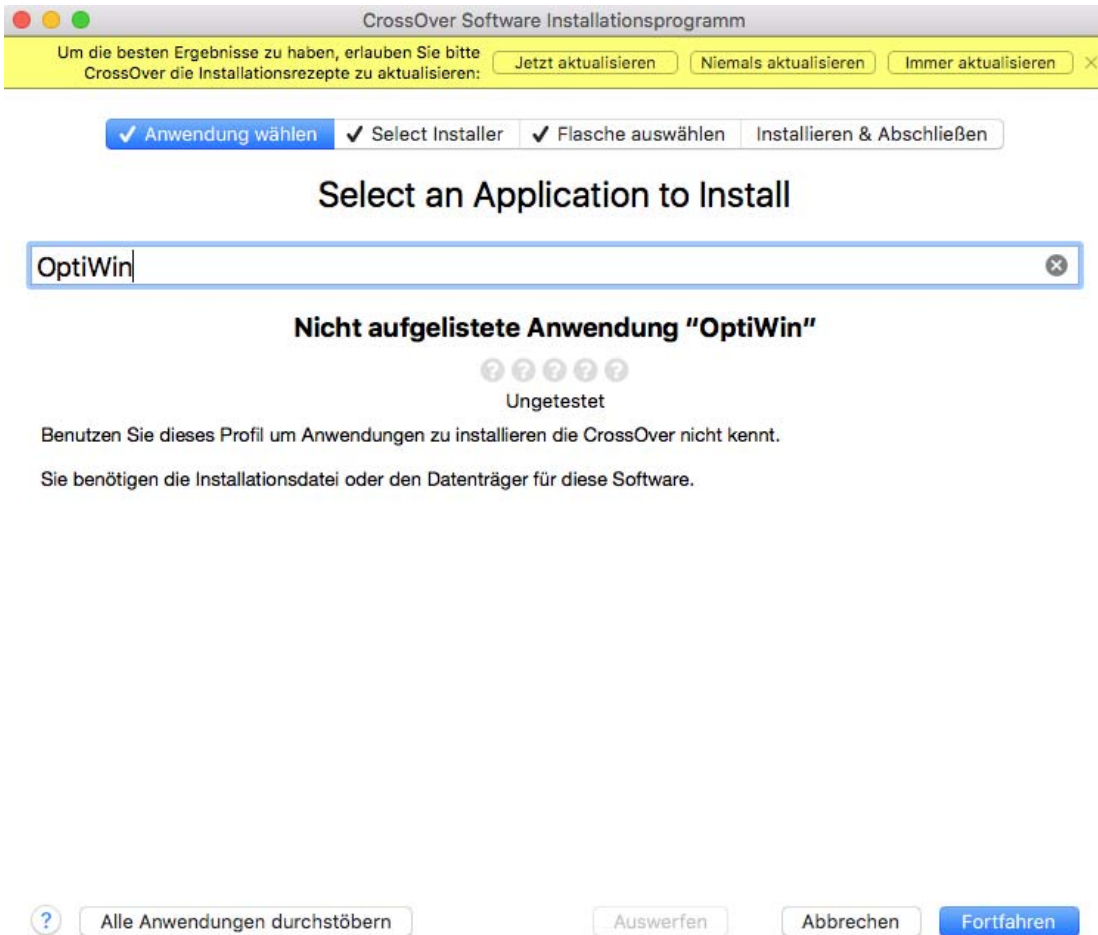 CrossOver Software Installationsprogramm
Um die besten Ergebnisse zu haben, erlauben Sie bitte
CrossOver die Installationsrezepte zu aktualisieren:
Jetzt aktualisieren
Niemals aktualisieren
Immer aktualisieren
✓ Anwendung wählen
✓ Select Installer
✓ Flasche auswählen
Installieren & Abschließen
Select an Application to Install
OptiWin
Nicht aufgelistete Anwendung "OptiWin"
? ? ? ? ?
Ungetestet
Benutzen Sie dieses Profil um Anwendungen zu installieren die CrossOver nicht kennt.
Sie benötigen die Installationsdatei oder den Datenträger für diese Software.
?
Alle Anwendungen durchstöbern
Auswerfen
Abbrechen
Fortfahren